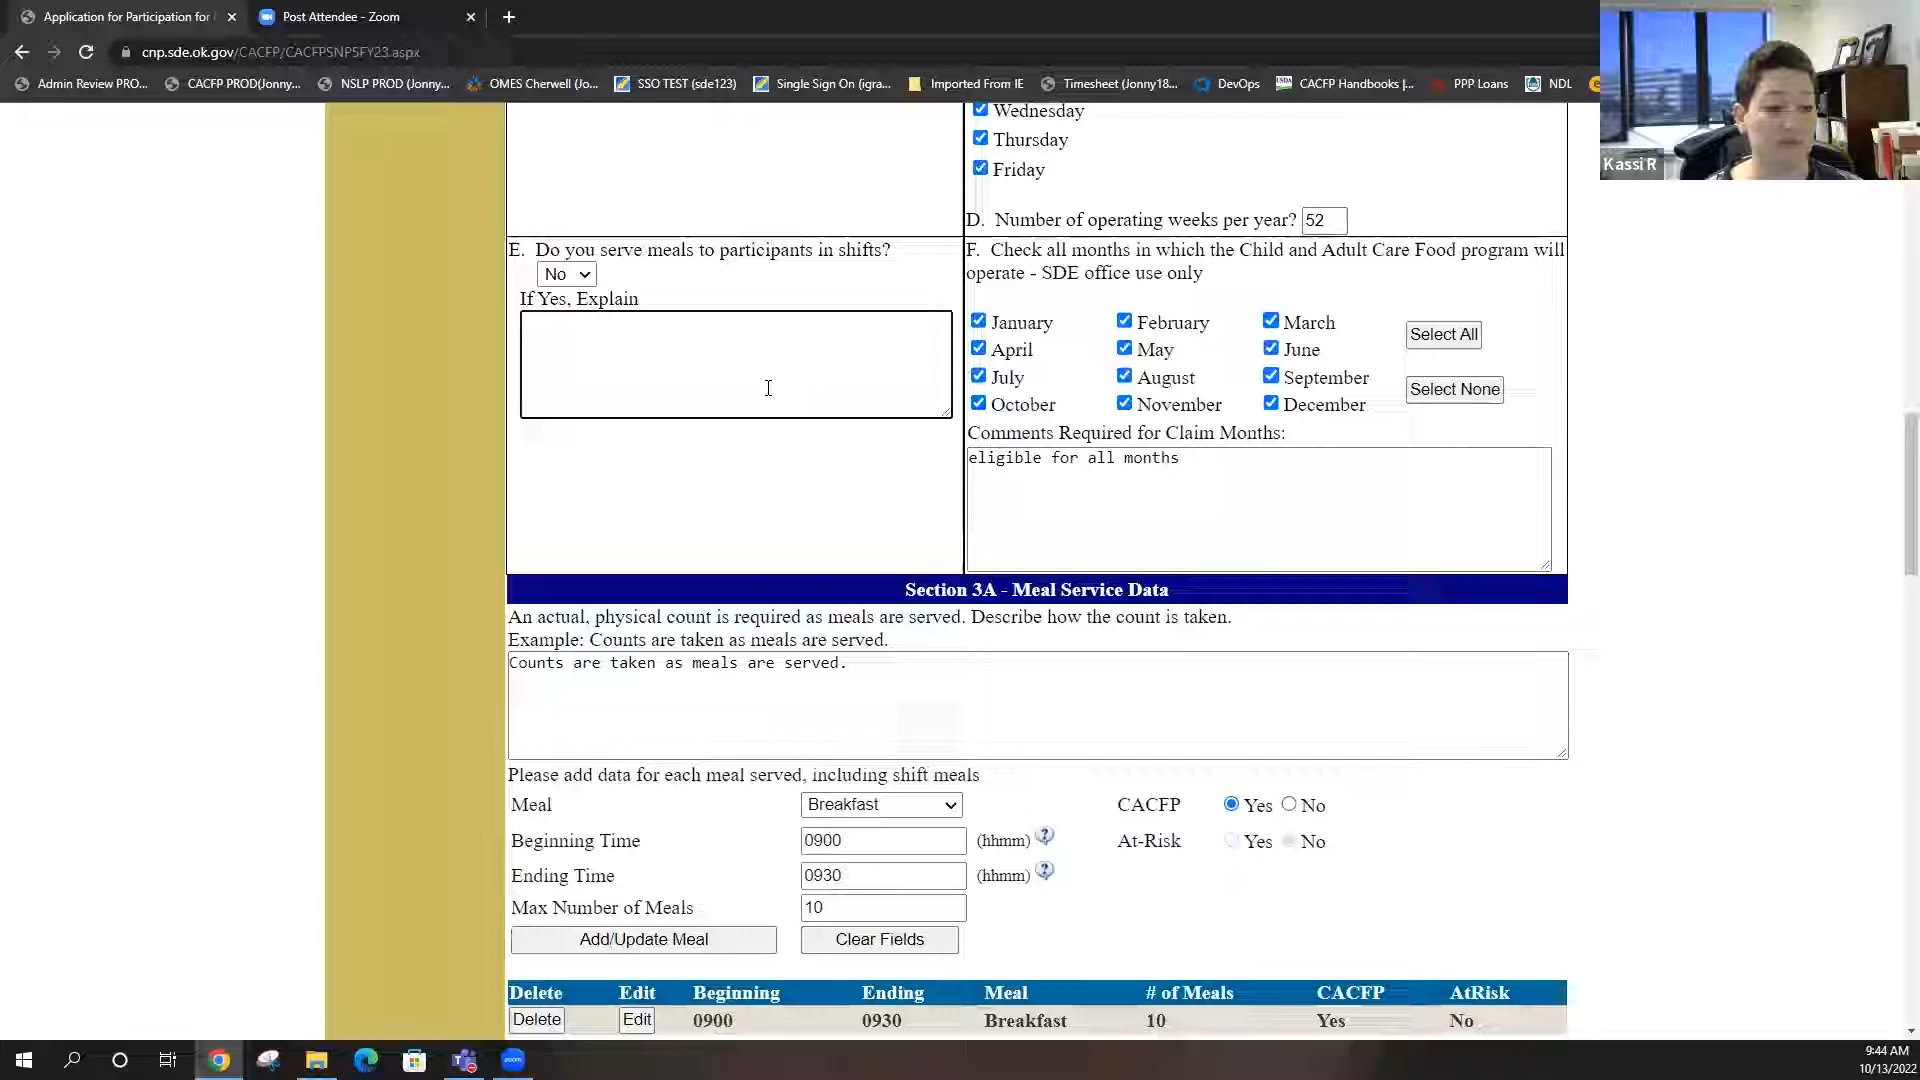 Application for Participation for
Post Attendee - Zoom
cnp.sde.ok.gov/CACFP/CACFPSNP5FY23.aspx
Admin Review PRO...
CACFP PROD(Jonny...
NSLP PROD (Jonny...
OMES Cherwell (Jo...
SSO TEST (sde123)
Single Sign On (igra...
Imported From IE
Timesheet (Jonny18...
DevOps
CACFP Handbooks |...
PPP Loans
NDL
Kassi R
Wednesday
Thursday
Friday
D. Number of operating weeks per year? 52
E. Do you serve meals to participants in shifts?
No
If Yes, Explain
F. Check all months in which the Child and Adult Care Food program will
operate - SDE office use only
January February March
Select All
April May June
July August September
Select None
October November December
Comments Required for Claim Months:
eligible for all months
Section 3A - Meal Service Data
An actual, physical count is required as meals are served. Describe how the count is taken.
Example: Counts are taken as meals are served.
Counts are taken as meals are served.
Please add data for each meal served, including shift meals
Meal Breakfast CACFP Yes No
Beginning Time 0900 (hhmm) At-Risk Yes No
Ending Time 0930 (hhmm)
Max Number of Meals 10
Add/Update Meal Clear Fields
Delete Edit Beginning Ending Meal # of Meals CACFP AtRisk
Delete Edit 0900 0930 Breakfast 10 Yes No
zoom
9:44 AM
10/13/2022